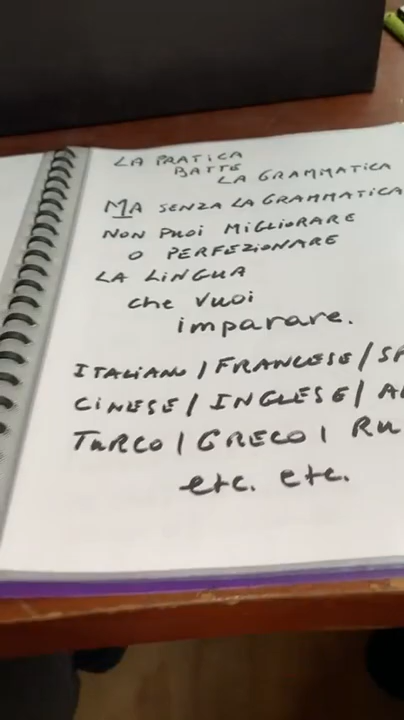 LA PRATICA
BATTE
LA GRAMMATICA
MA SENZA LA GRAMMATICA
NON PUOI MIGLIORARE
O PERFEZIONARE
LA LINGUA
che vuoi
imparare.
ITALIANO / FRANCESE /
CINESE / INGLESE /
TURCO / GRECO /
etc. etc.